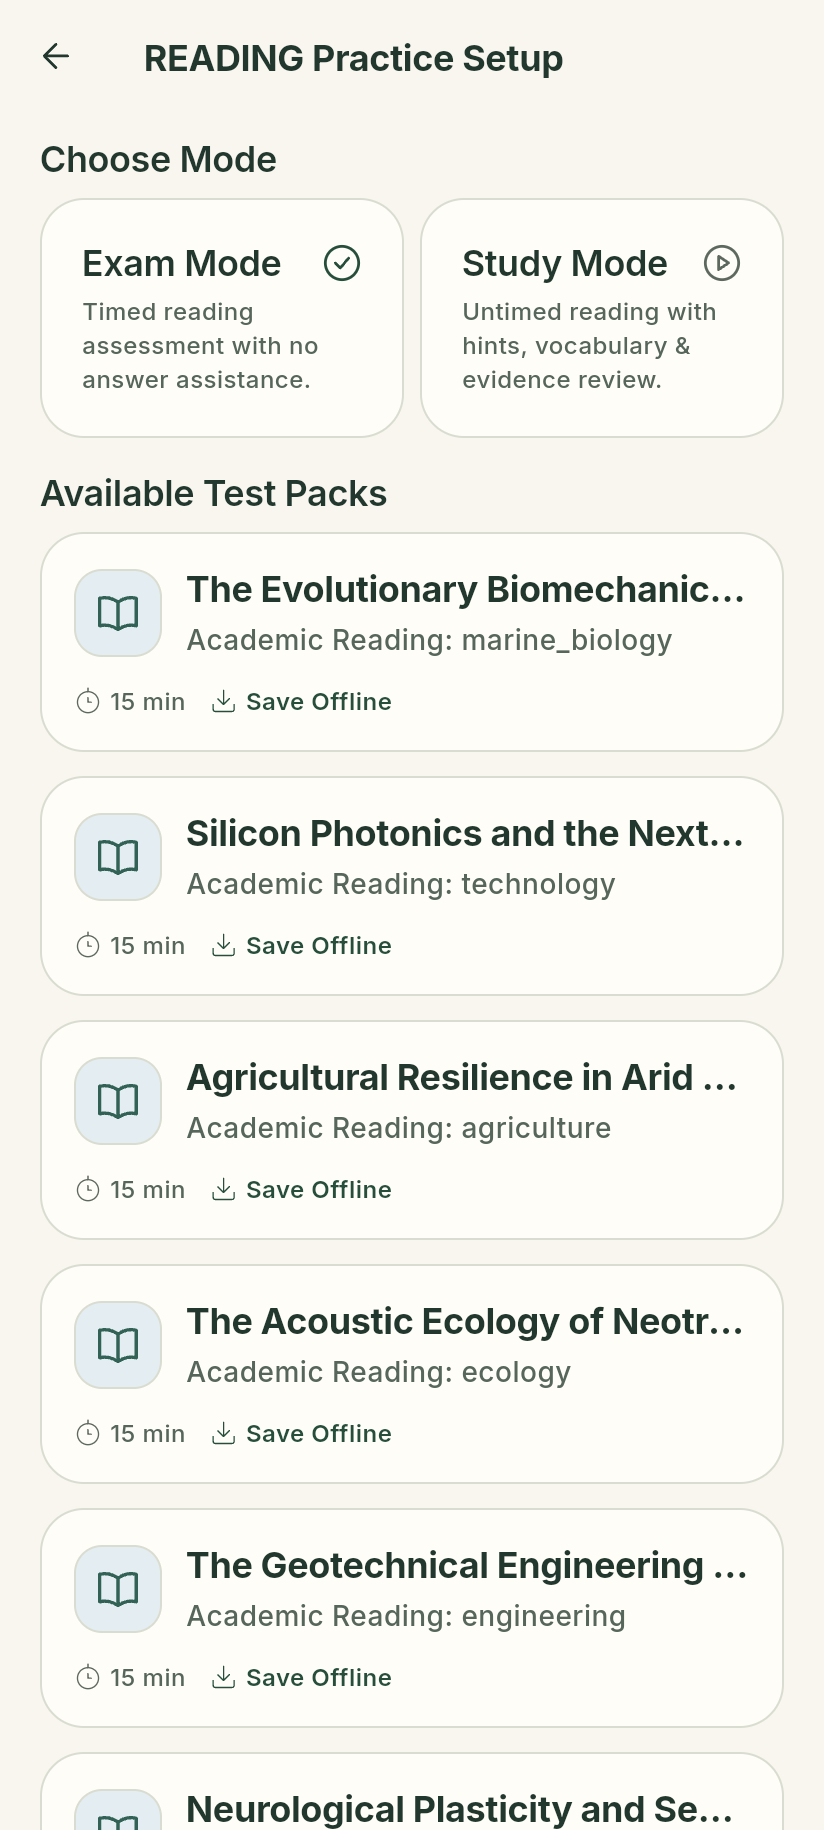 READING Practice Setup
Choose Mode
Exam Mode
Timed reading
assessment with no
answer assistance.
Study Mode
Untimed reading with
hints, vocabulary &
evidence review.
Available Test Packs
The Evolutionary Biomechanic...
Academic Reading: marine_biology
15 min Save Offline
Silicon Photonics and the Next...
Academic Reading: technology
15 min Save Offline
Agricultural Resilience in Arid ...
Academic Reading: agriculture
15 min Save Offline
The Acoustic Ecology of Neotr...
Academic Reading: ecology
15 min Save Offline
The Geotechnical Engineering ...
Academic Reading: engineering
15 min Save Offline
Neurological Plasticity and Se...